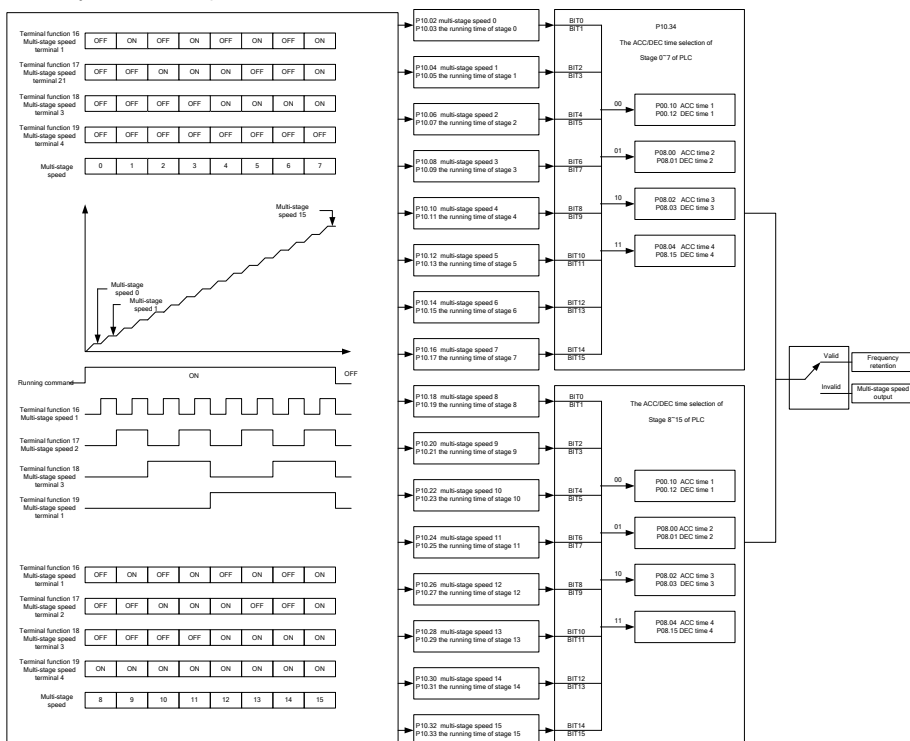 Terminal function 16
Multi-stage speed
terminal 1
OFF ON OFF ON OFF ON OFF ON
Terminal function 17
Multi-stage speed
terminal 21
OFF OFF ON ON OFF OFF ON ON
Terminal function 18
Multi-stage speed
terminal 3
OFF OFF OFF OFF ON ON ON ON
Terminal function 19
Multi-stage speed
terminal 4
OFF OFF OFF OFF OFF OFF OFF OFF
Multi-stage
speed
0 1 2 3 4 5 6 7
Multi-stage
speed 15
Multi-stage
speed 0
Multi-stage
speed 1
Running command
ON
OFF
Terminal function 16
Multi-stage speed 1
Terminal function 17
Multi-stage speed 2
Terminal function 18
Multi-stage speed
terminal 3
Terminal function 19
Multi-stage speed
terminal 1
Terminal function 16
Multi-stage speed
terminal 1
OFF ON OFF ON OFF ON OFF ON
Terminal function 17
Multi-stage speed
terminal 2
OFF OFF ON ON OFF OFF ON ON
Terminal function 18
Multi-stage speed
terminal 3
OFF OFF OFF OFF ON ON ON ON
Terminal function 19
Multi-stage speed
terminal 4
ON ON ON ON ON ON ON ON
Multi-stage
speed
8 9 10 11 12 13 14 15
P10.02 multi-stage speed 0
P10.03 the running time of stage 0
P10.04 multi-stage speed 1
P10.05 the running time of stage 1
P10.06 multi-stage speed 2
P10.07 the running time of stage 2
P10.08 multi-stage speed 3
P10.09 the running time of stage 3
P10.10 multi-stage speed 4
P10.11 the running time of stage 4
P10.12 multi-stage speed 5
P10.13 the running time of stage 5
P10.14 multi-stage speed 6
P10.15 the running time of stage 6
P10.16 multi-stage speed 7
P10.17 the running time of stage 7
P10.18 multi-stage speed 8
P10.19 the running time of stage 8
P10.20 multi-stage speed 9
P10.21 the running time of stage 9
P10.22 multi-stage speed 10
P10.23 the running time of stage 10
P10.24 multi-stage speed 11
P10.25 the running time of stage 11
P10.26 multi-stage speed 12
P10.27 the running time of stage 12
P10.28 multi-stage speed 13
P10.29 the running time of stage 13
P10.30 multi-stage speed 14
P10.31 the running time of stage 14
P10.32 multi-stage speed 15
P10.33 the running time of stage 15
BIT0
BIT1
BIT2
BIT3
BIT4
BIT5
BIT6
BIT7
BIT8
BIT9
BIT10
BIT11
BIT12
BIT13
BIT14
BIT15
P10.34
The ACC/DEC time selection of
Stage 0~7 of PLC
00
P00.10 ACC time 1
P00.12 DEC time 1
01
P08.00 ACC time 2
P08.01 DEC time 2
10
P08.02 ACC time 3
P08.03 DEC time 3
11
P08.04 ACC time 4
P08.15 DEC time 4
BIT0
BIT1
BIT2
BIT3
BIT4
BIT5
BIT6
BIT7
BIT8
BIT9
BIT10
BIT11
BIT12
BIT13
BIT14
BIT15
The ACC/DEC time selection of
Stage 8~15 of PLC
00
P00.10 ACC time 1
P00.12 DEC time 1
01
P08.00 ACC time 2
P08.01 DEC time 2
10
P08.02 ACC time 3
P08.03 DEC time 3
11
P08.04 ACC time 4
P08.15 DEC time 4
Valid
Invalid
Frequency
retention
Multi-stage speed
output